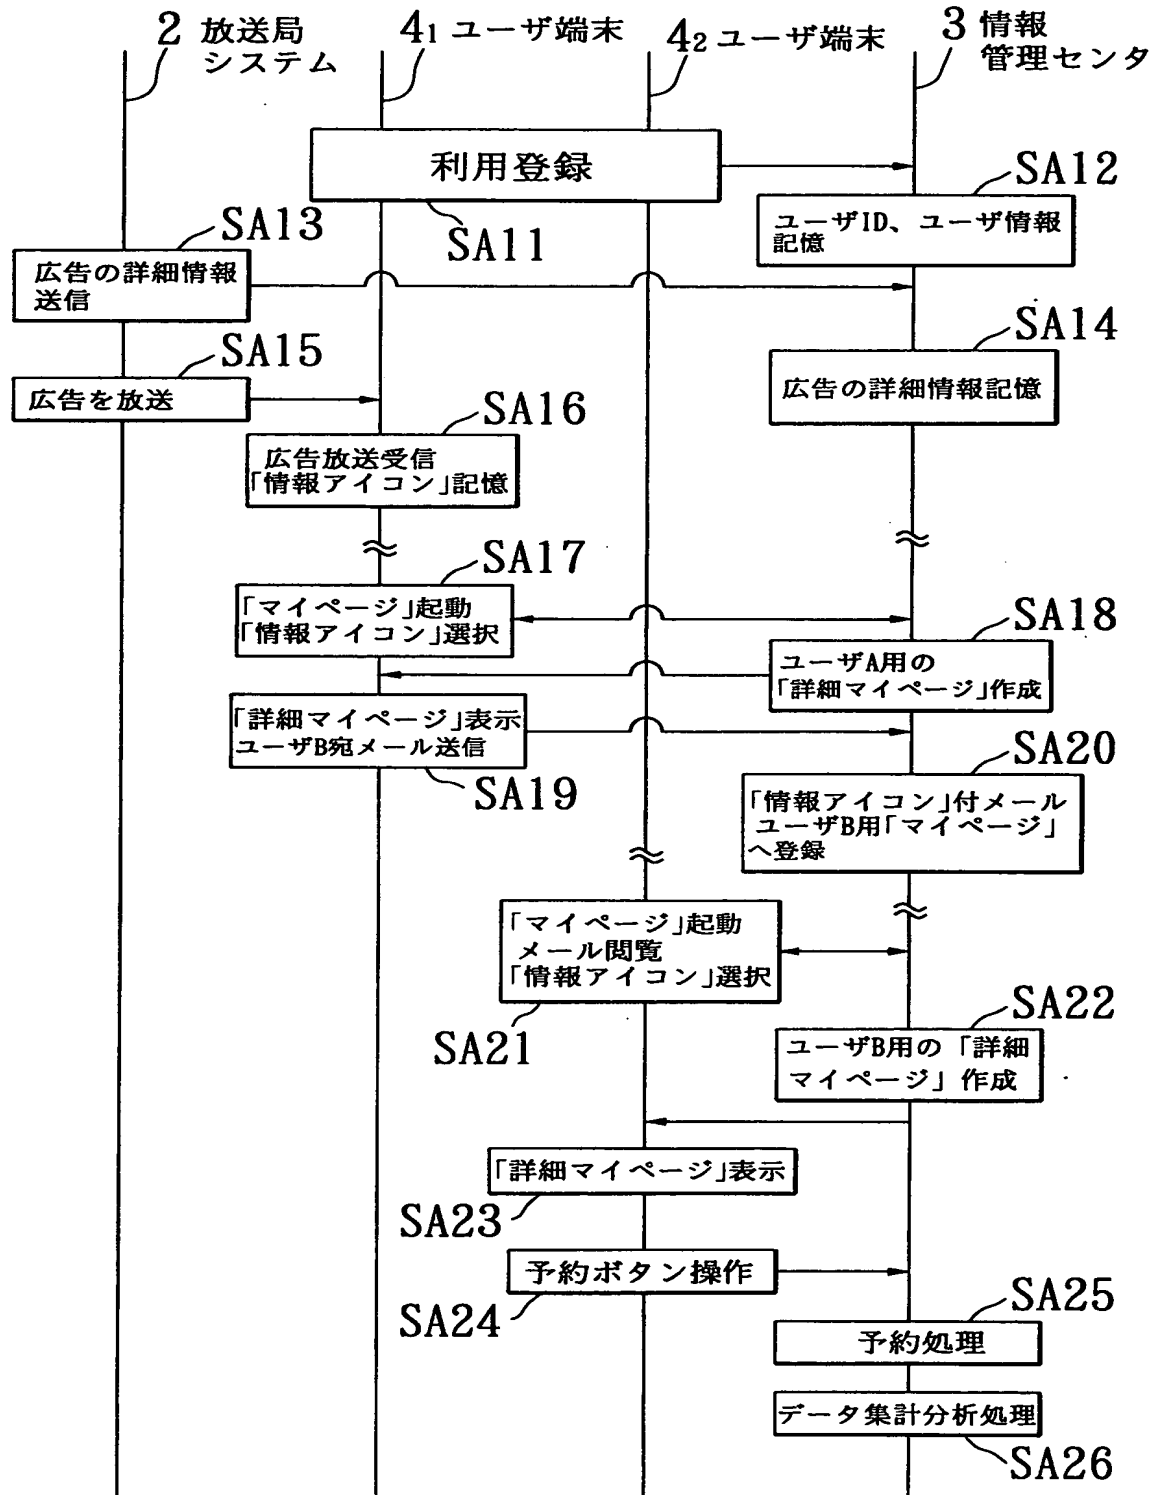 2 放送局
システム
4₁ ユーザ端末
4₂ ユーザ端末
3 情報
管理センタ
利用登録
SA11
SA12
ユーザID、ユーザ情報
記憶
SA13
広告の詳細情報
送信
SA14
広告の詳細情報記憶
SA15
広告を放送
SA16
広告放送受信
「情報アイコン」記憶
SA17
「マイページ」起動
「情報アイコン」選択
SA18
ユーザA用の
「詳細マイページ」作成
「詳細マイページ」表示
ユーザB宛メール送信
SA19
SA20
「情報アイコン」付メール
ユーザB用「マイページ」
へ登録
「マイページ」起動
メール閲覧
「情報アイコン」選択
SA21
SA22
ユーザB用の「詳細
マイページ」作成
「詳細マイページ」表示
SA23
予約ボタン操作
SA24
SA25
予約処理
データ集計分析処理
SA26